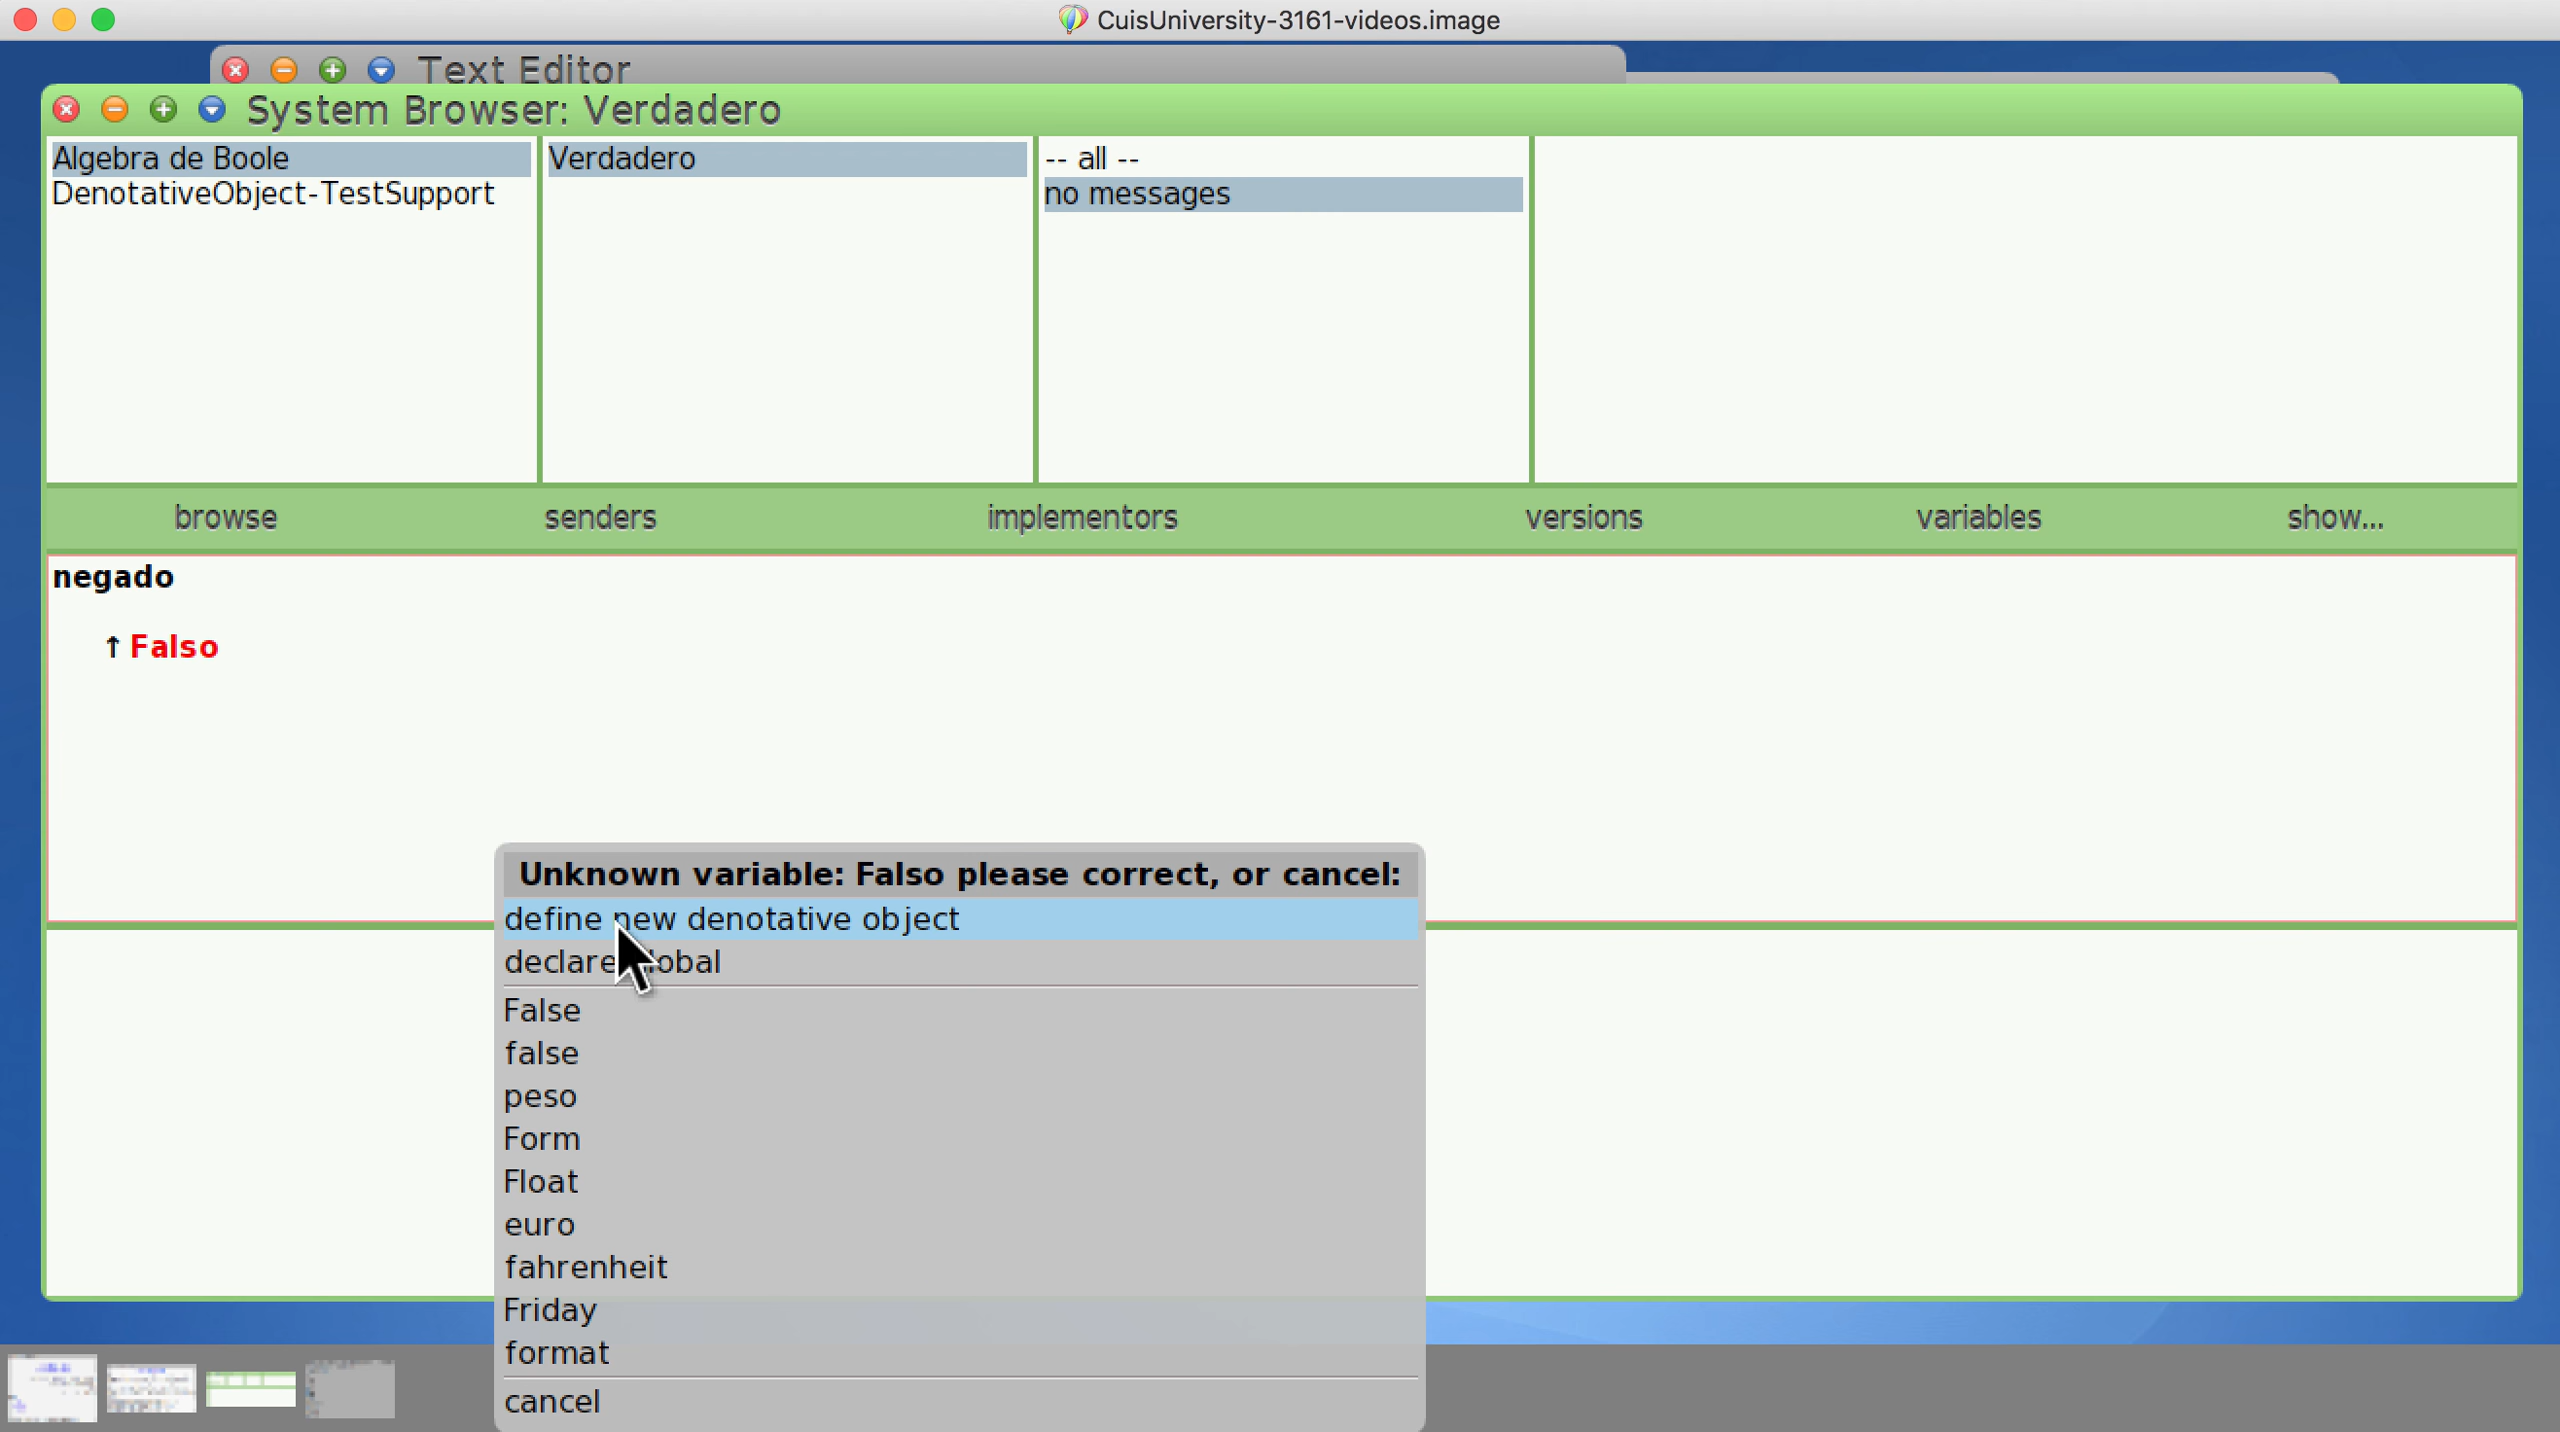 CuisUniversity-3161-videos.image
Text Editor
System Browser: Verdadero
Algebra de Boole
DenotativeObject-TestSupport
Verdadero
-- all --
no messages
browse senders implementors versions variables show...
negado
↑ Falso
Unknown variable: Falso please correct, or cancel:
define new denotative object
declare global
False
false
peso
Form
Float
euro
fahrenheit
Friday
format
cancel